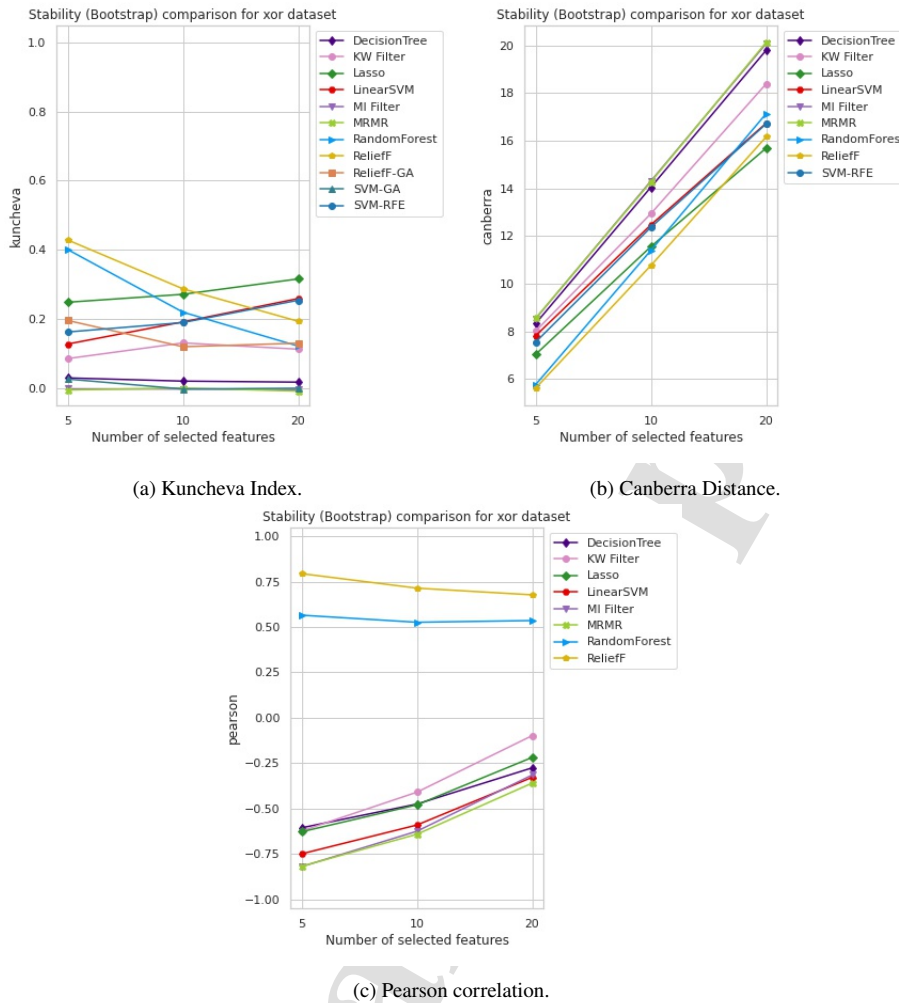 Stability (Bootstrap) comparison for xor dataset
1.0
0.8
0.6
0.4
0.2
0.0
kuncheva
5
10
20
Number of selected features
DecisionTree
KW Filter
Lasso
LinearSVM
MI Filter
MRMR
RandomForest
ReliefF
ReliefF-GA
SVM-GA
SVM-RFE
(a) Kuncheva Index.
Stability (Bootstrap) comparison for xor dataset
20
18
16
14
12
10
8
6
canberra
5
10
20
Number of selected features
DecisionTree
KW Filter
Lasso
LinearSVM
MI Filter
MRMR
RandomForest
ReliefF
SVM-RFE
(b) Canberra Distance.
Stability (Bootstrap) comparison for xor dataset
1.00
0.75
0.50
0.25
0.00
−0.25
−0.50
−0.75
−1.00
pearson
5
10
20
Number of selected features
DecisionTree
KW Filter
Lasso
LinearSVM
MI Filter
MRMR
RandomForest
ReliefF
(c) Pearson correlation.